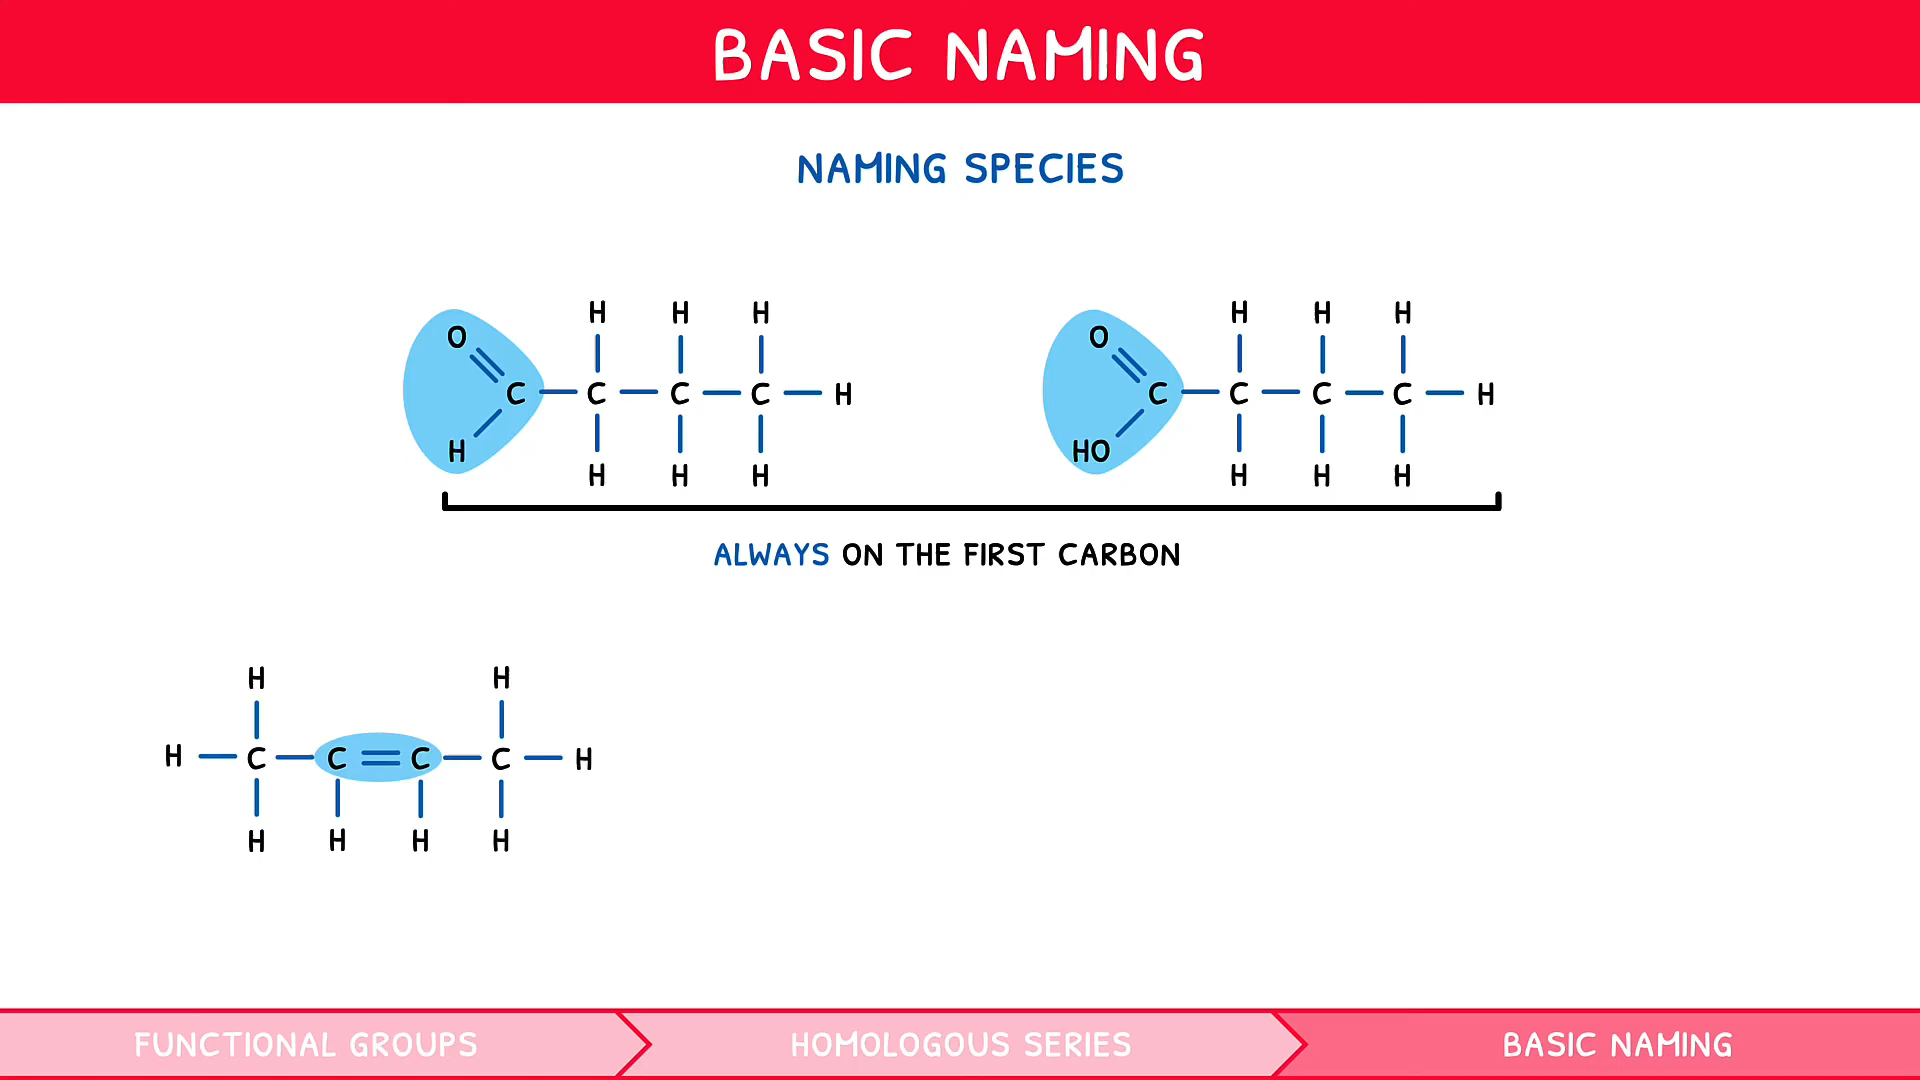 BASIC NAMING
NAMING SPECIES
H H H H H H
O O
C C C C H C C C C H
H HO
H H H H H H
ALWAYS ON THE FIRST CARBON
H H
H C C C C H
H H H H
FUNCTIONAL GROUPS HOMOLOGOUS SERIES BASIC NAMING